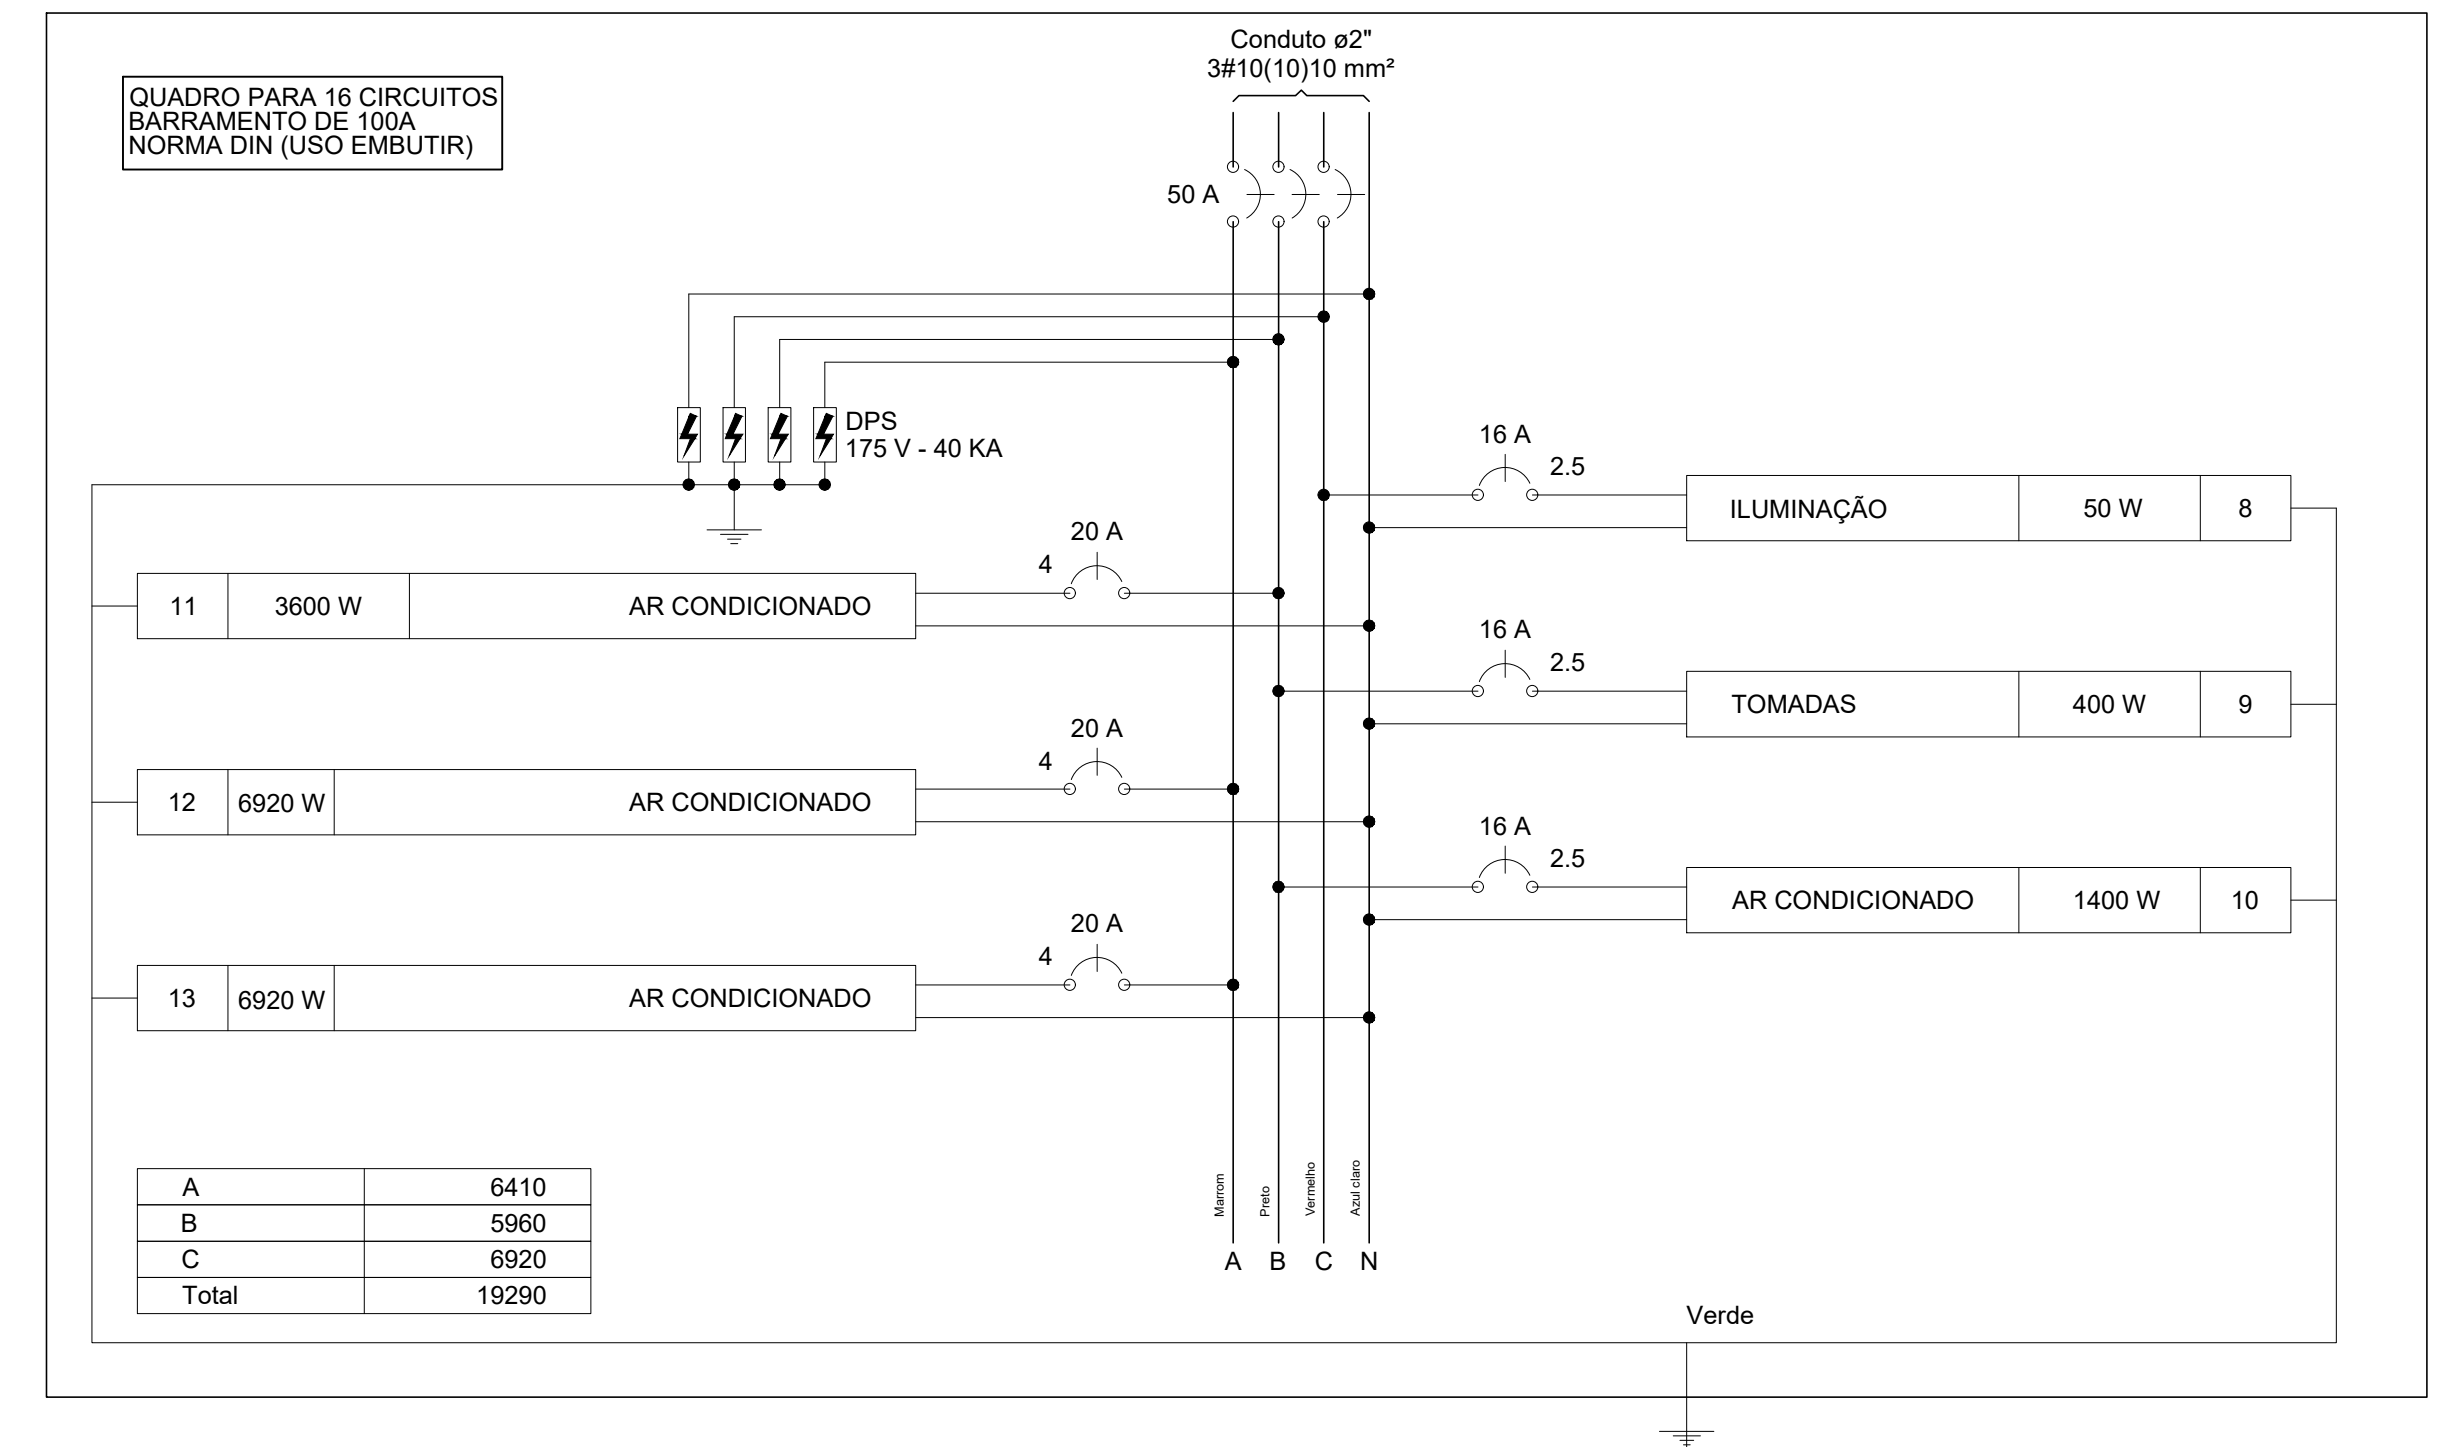 Conduto ø2"
3#10(10)10 mm²
QUADRO PARA 16 CIRCUITOS
BARRAMENTO DE 100A
NORMA DIN (USO EMBUTIR)
50 A
DPS
175 V - 40 KA
16 A
2.5
ILUMINAÇÃO 50 W 8
20 A
4
11 3600 W AR CONDICIONADO
16 A
2.5
TOMADAS 400 W 9
20 A
4
12 6920 W AR CONDICIONADO
16 A
2.5
AR CONDICIONADO 1400 W 10
20 A
4
13 6920 W AR CONDICIONADO
Marrom
Preto
Vermelho
Azul claro
A B C N
A 6410
B 5960
C 6920
Total 19290
Verde